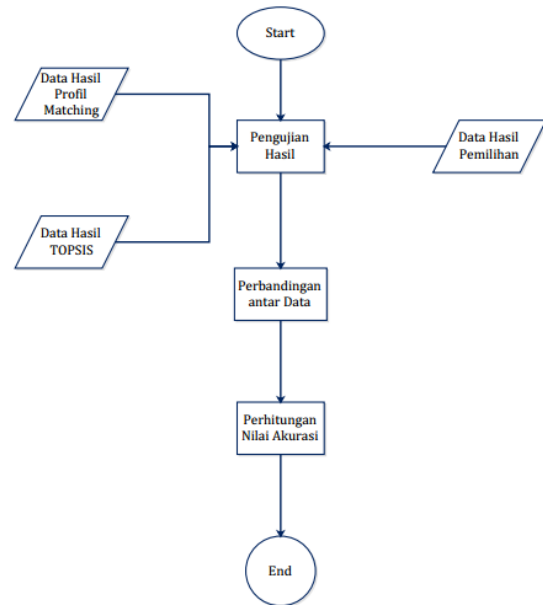 Start
Data Hasil
Profil
Matching
Pengujian
Hasil
Data Hasil
Pemilihan
Data Hasil
TOPSIS
Perbandingan
antar Data
Perhitungan
Nilai Akurasi
End